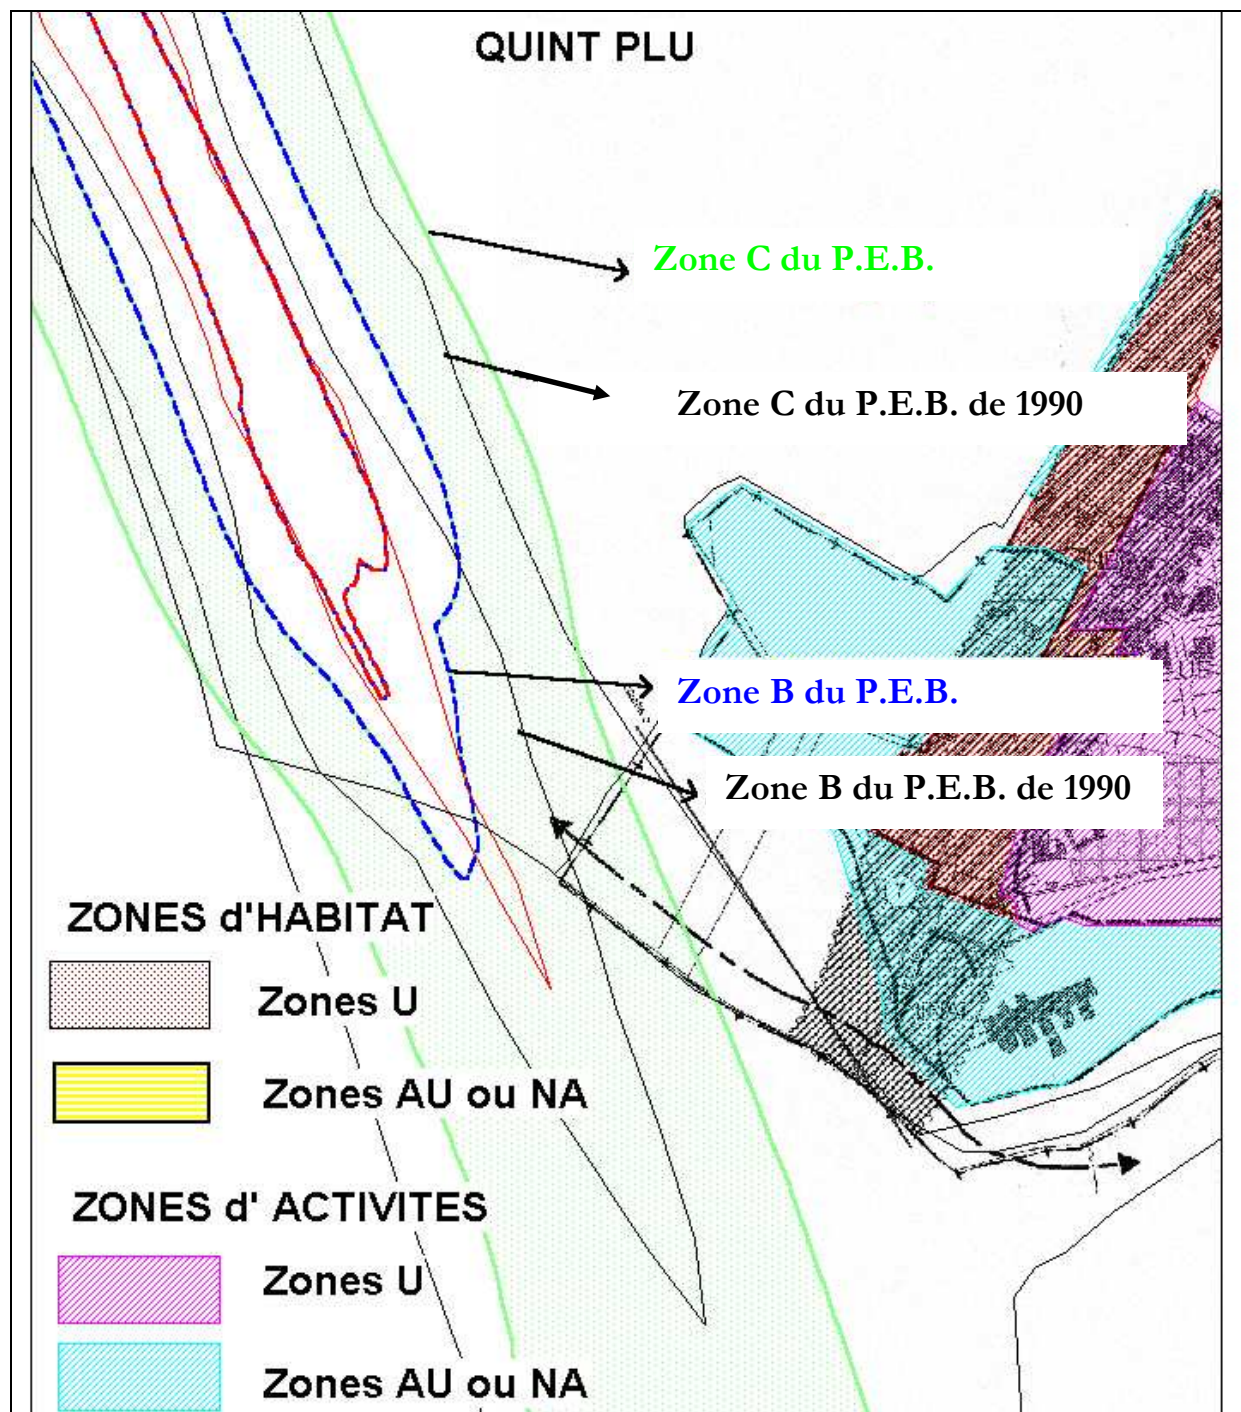 QUINT PLU
Zone C du P.E.B.
Zone C du P.E.B. de 1990
Zone B du P.E.B.
Zone B du P.E.B. de 1990
ZONES d'HABITAT
Zones U
Zones AU ou NA
ZONES d' ACTIVITES
Zones U
Zones AU ou NA